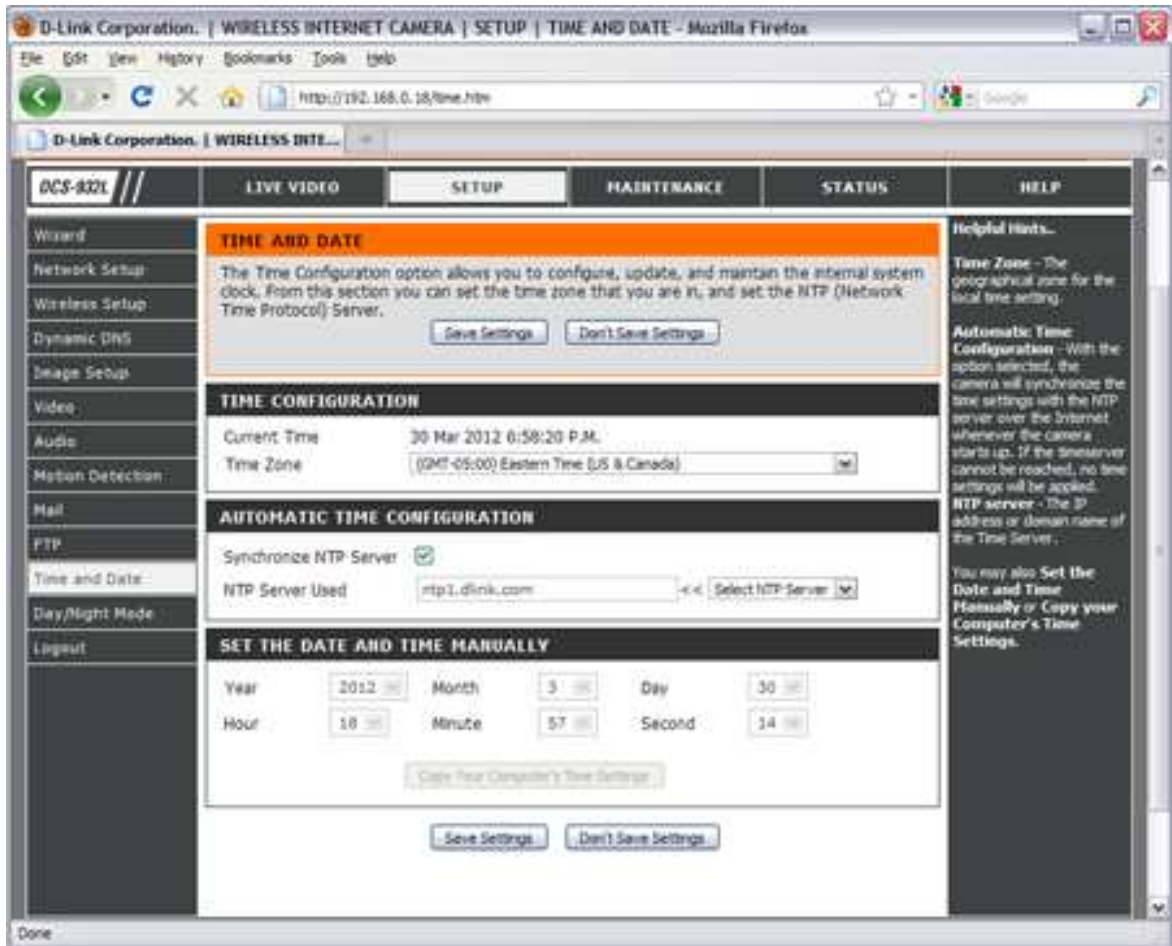 D-Link Corporation. | WIRELESS INTERNET CAMERA | SETUP | TIME AND DATE - Mozilla Firefox
File Edit View History Bookmarks Tools Help
http://192.168.0.18/time.htm
Google
D-Link Corporation. | WIRELESS INTE...
DCS-932L
LIVE VIDEO
SETUP
MAINTENANCE
STATUS
HELP
Wizard
Network Setup
Wireless Setup
Dynamic DNS
Image Setup
Video
Audio
Motion Detection
Mail
FTP
Time and Date
Day/Night Mode
Logout
TIME AND DATE
The Time Configuration option allows you to configure, update, and maintain the internal system
clock. From this section you can set the time zone that you are in, and set the NTP (Network
Time Protocol) Server.
Save Settings Don't Save Settings
TIME CONFIGURATION
Current Time 30 Mar 2012 6:58:20 P.M.
Time Zone (GMT-05:00) Eastern Time (US & Canada)
AUTOMATIC TIME CONFIGURATION
Synchronize NTP Server
NTP Server Used ntp1.dlink.com << Select NTP Server
SET THE DATE AND TIME MANUALLY
Year 2012 Month 3 Day 30
Hour 18 Minute 57 Second 14
Copy Your Computer's Time Settings
Save Settings Don't Save Settings
Helpful Hints..
Time Zone - The
geographical zone for the
local time setting.
Automatic Time
Configuration - With the
option selected, the
camera will synchronize the
time settings with the NTP
server over the Internet
whenever the camera
starts up. If the timeserver
cannot be reached, no time
settings will be applied.
NTP server - The IP
address or domain name of
the Time Server.
You may also Set the
Date and Time
Manually or Copy your
Computer's Time
Settings.
Done